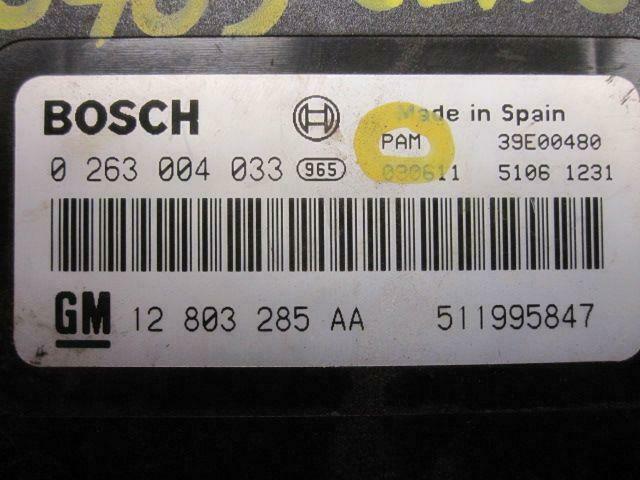 BOSCH Made in Spain
PAM 39E00480
0 263 004 033 965 030611 5106 1231
GM 12 803 285 AA 511995847